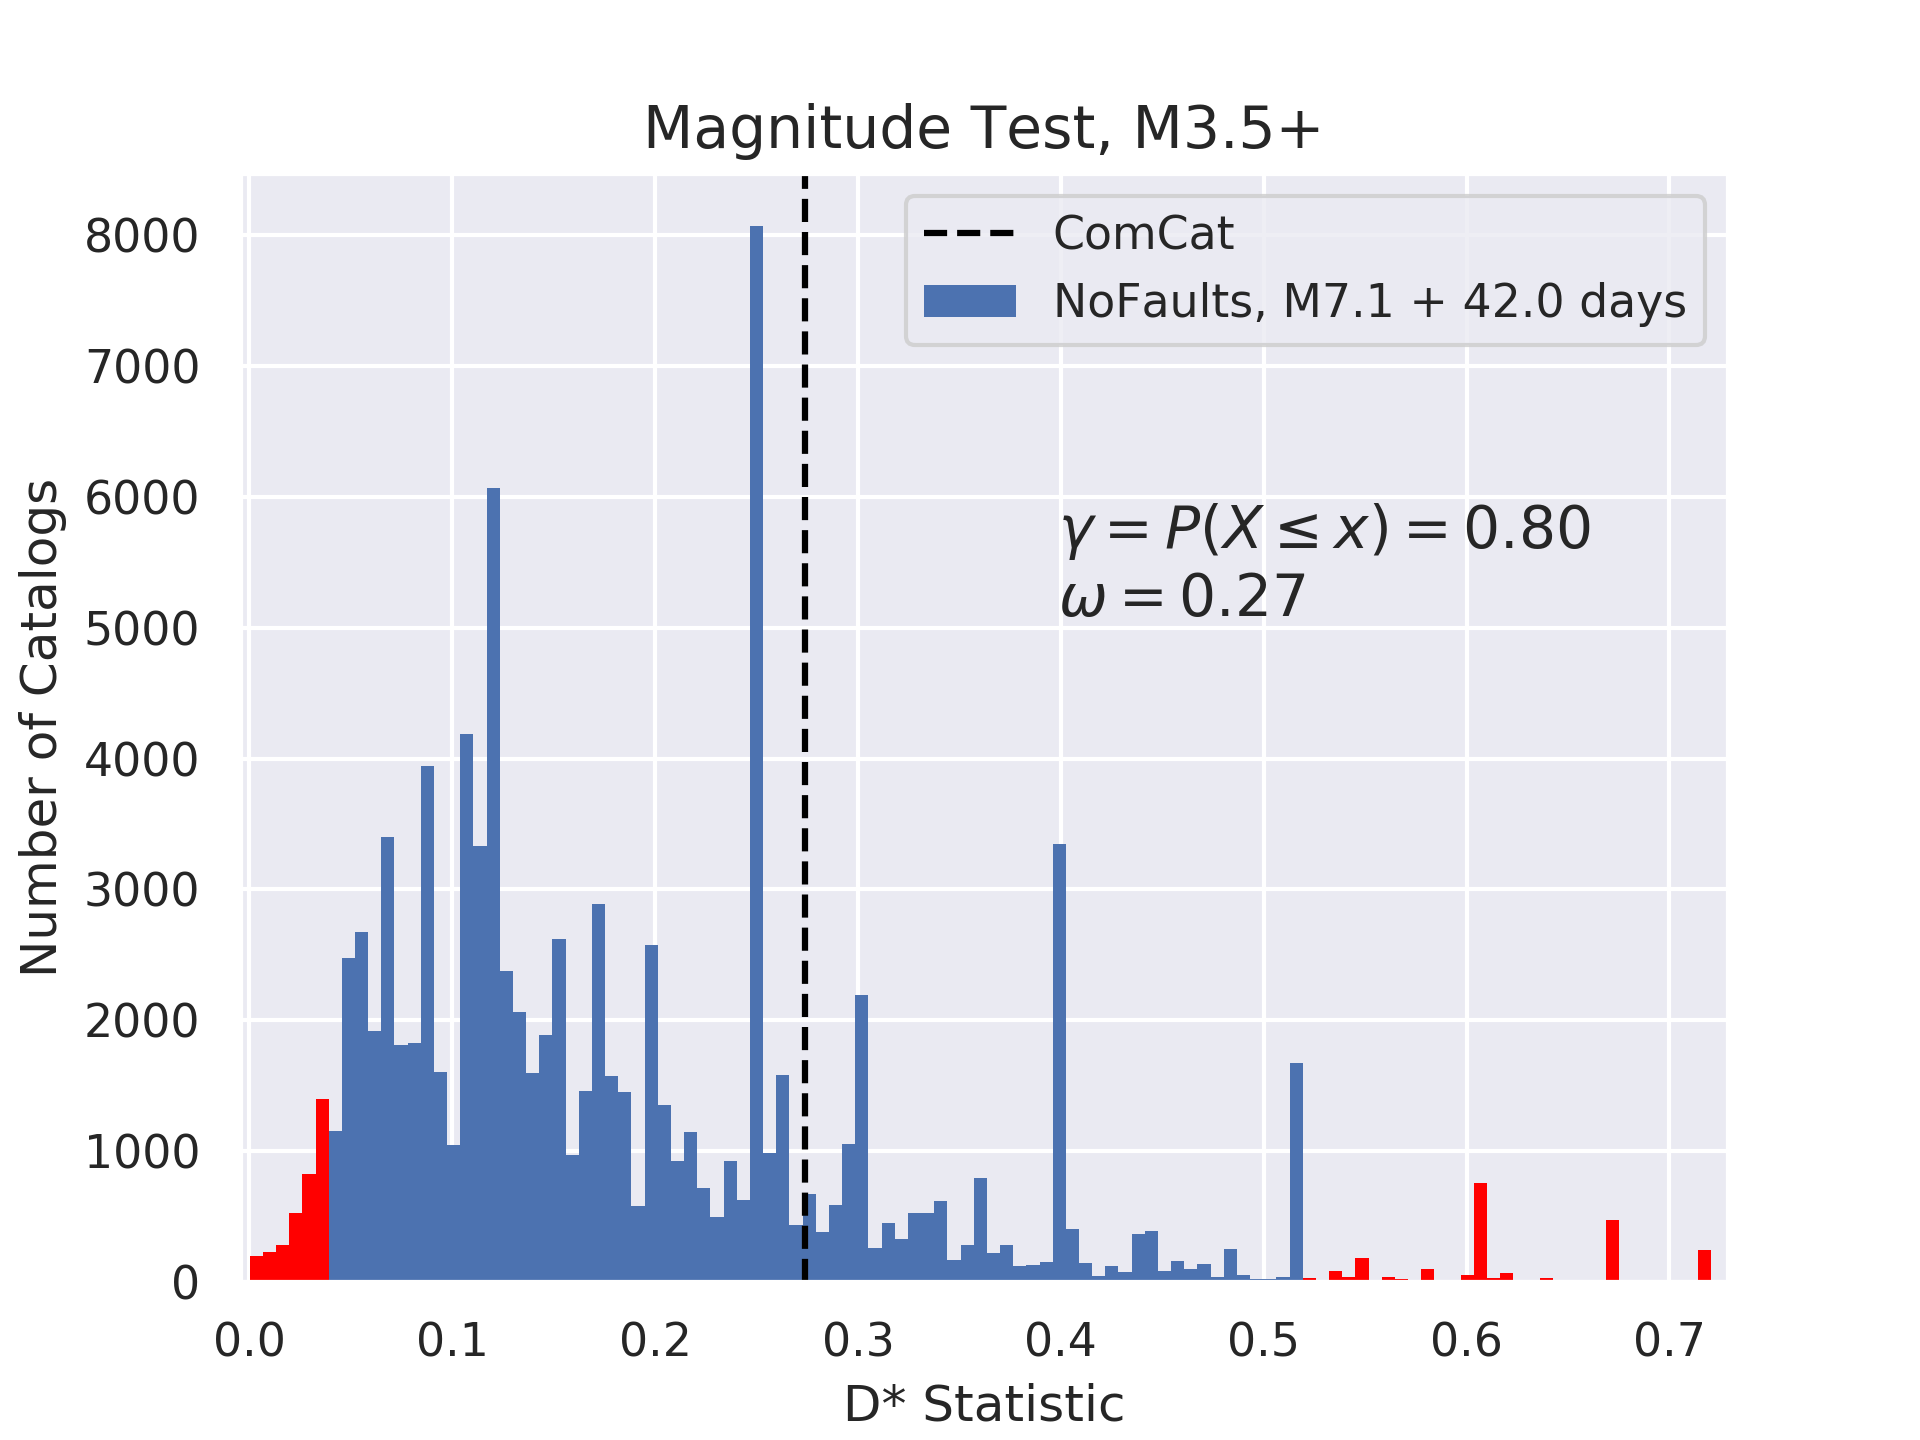 Magnitude Test, M3.5+
ComCat
NoFaults, M7.1 + 42.0 days
γ = P(X ≤ x) = 0.80
ω = 0.27
Number of Catalogs
8000
7000
6000
5000
4000
3000
2000
1000
0
0.0 0.1 0.2 0.3 0.4 0.5 0.6 0.7
D* Statistic